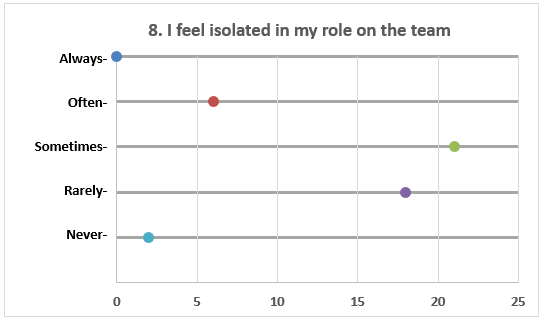 8. I feel isolated in my role on the team
Always-
Often-
Sometimes-
Rarely-
Never-
0 5 10 15 20 25